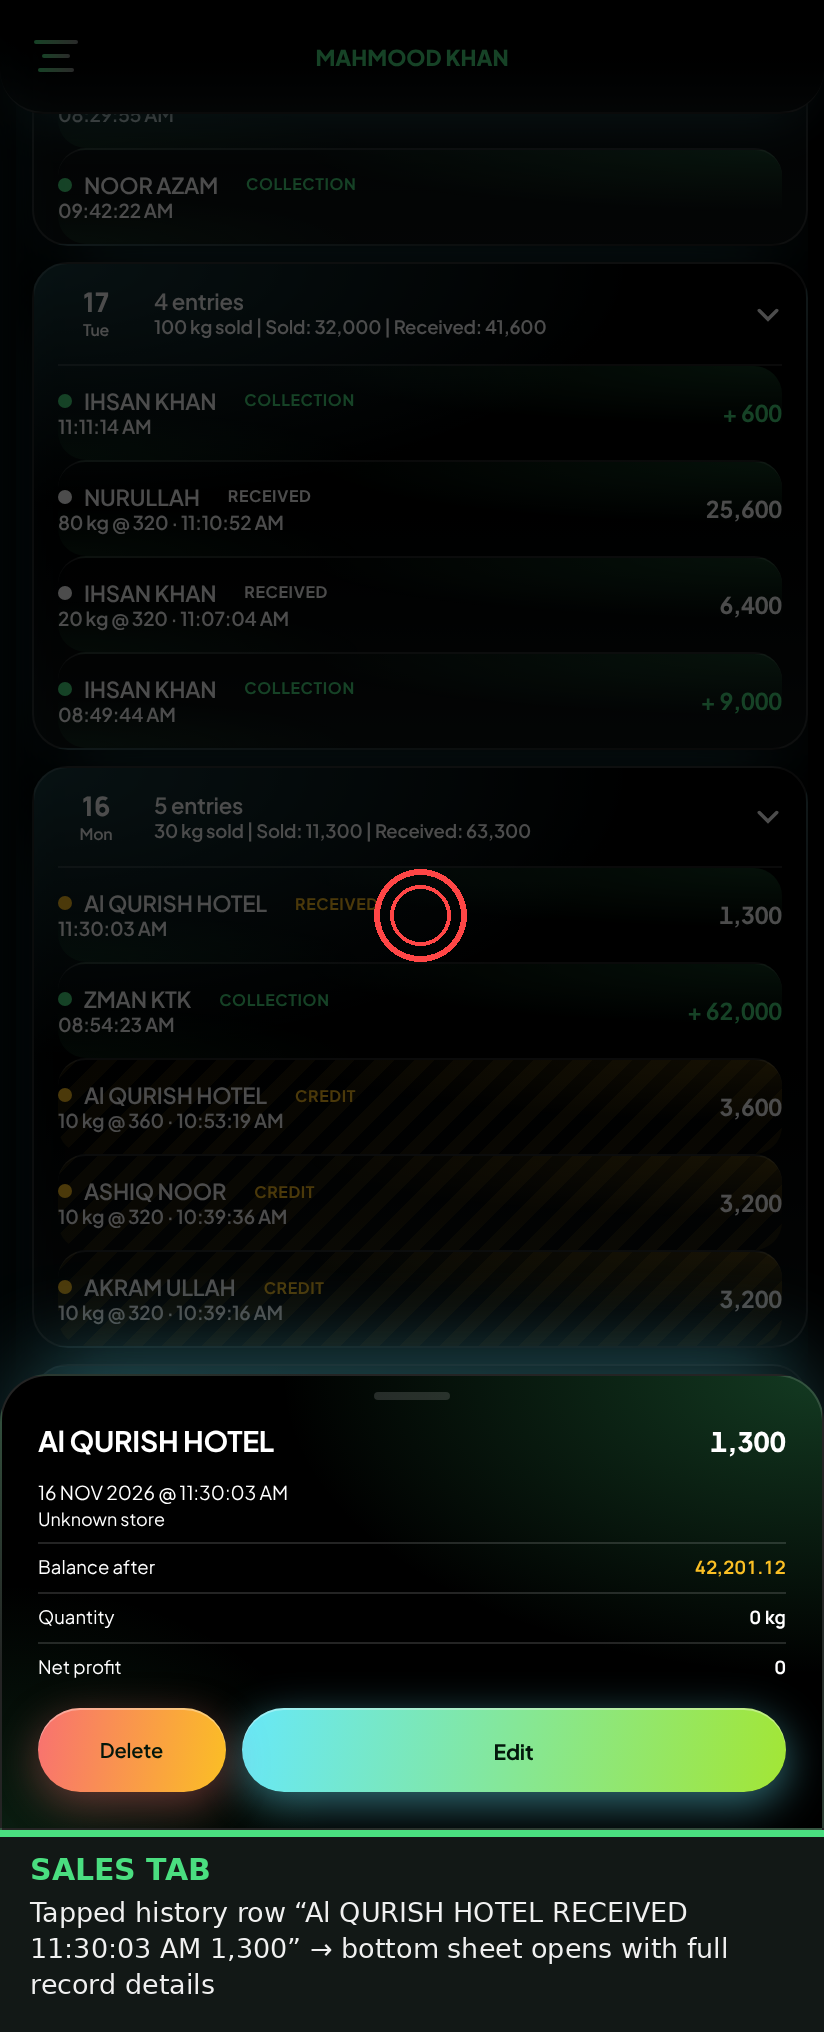 MAHMOOD KHAN
08:29:55 AM
NOOR AZAM COLLECTION
09:42:22 AM
17 4 entries
Tue 100 kg sold | Sold: 32,000 | Received: 41,600
IHSAN KHAN COLLECTION
11:11:14 AM
+ 600
NURULLAH RECEIVED
80 kg @ 320 · 11:10:52 AM
25,600
IHSAN KHAN RECEIVED
20 kg @ 320 · 11:07:04 AM
6,400
IHSAN KHAN COLLECTION
08:49:44 AM
+ 9,000
16 5 entries
Mon 30 kg sold | Sold: 11,300 | Received: 63,300
Al QURISH HOTEL RECEIVED
11:30:03 AM
1,300
ZMAN KTK COLLECTION
08:54:23 AM
+ 62,000
Al QURISH HOTEL CREDIT
10 kg @ 360 · 10:53:19 AM
3,600
ASHIQ NOOR CREDIT
10 kg @ 320 · 10:39:36 AM
3,200
AKRAM ULLAH CREDIT
10 kg @ 320 · 10:39:16 AM
3,200
Al QURISH HOTEL 1,300
16 NOV 2026 @ 11:30:03 AM
Unknown store
Balance after 42,201.12
Quantity 0 kg
Net profit 0
Delete Edit
SALES TAB
Tapped history row “Al QURISH HOTEL RECEIVED
11:30:03 AM 1,300” → bottom sheet opens with full
record details